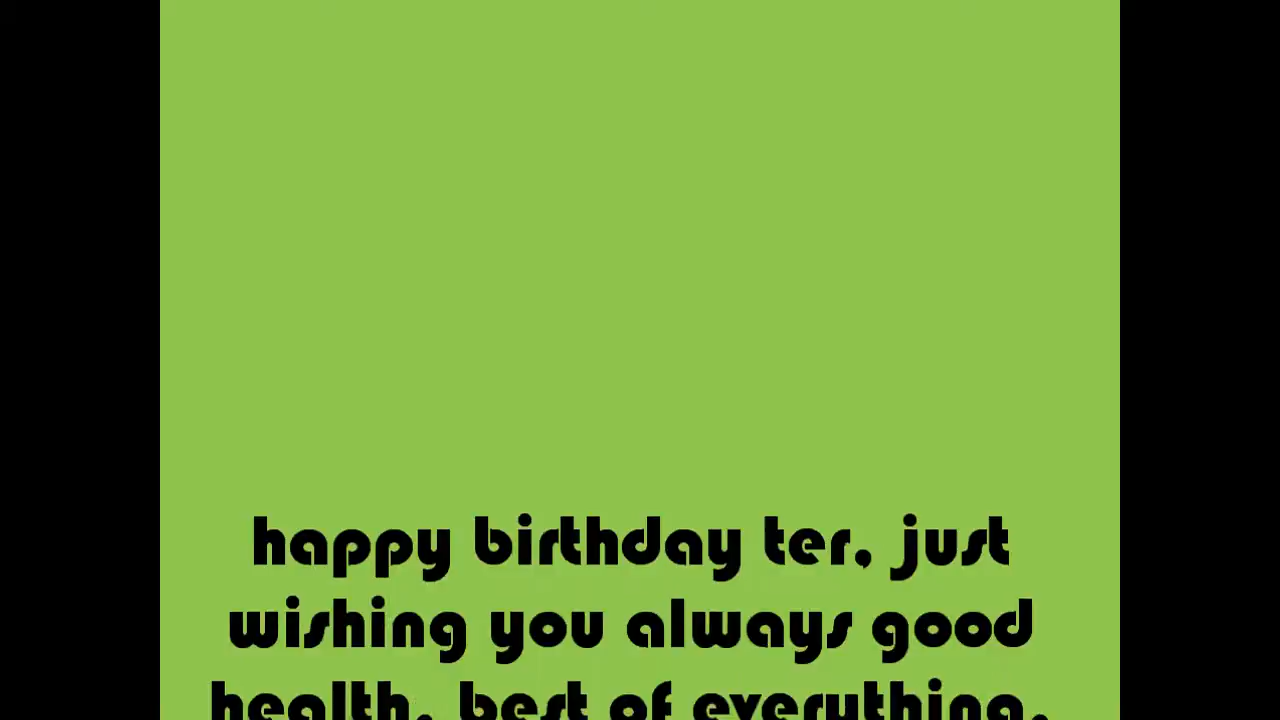 happy birthday ter, just
wishing you always good
health, best of everything,